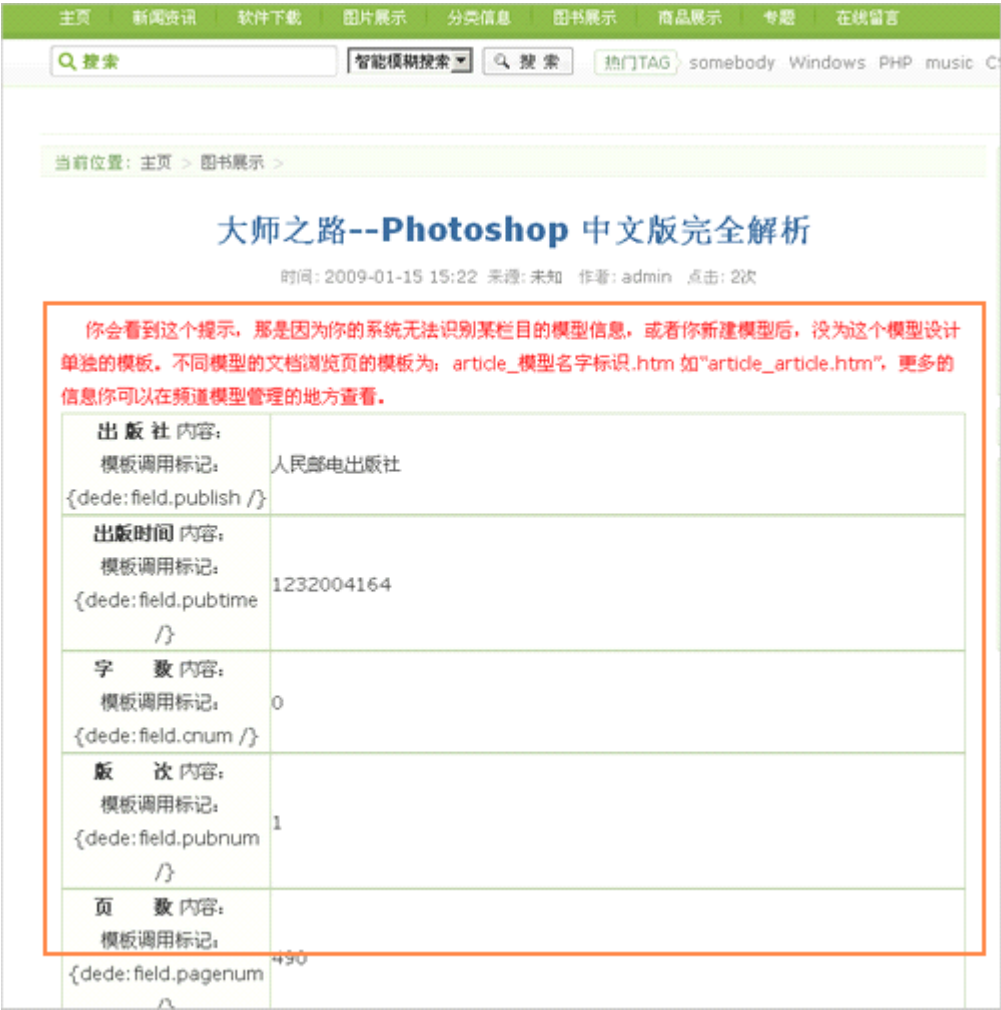 主页 新闻资讯 软件下载 图片展示 分类信息 图书展示 商品展示 专题 在线留言
搜索 智能模糊搜索 搜 索 热门TAG somebody Windows PHP music
当前位置: 主页 > 图书展示 >
大师之路--Photoshop 中文版完全解析
时间: 2009-01-15 15:22 来源: 未知 作者: admin 点击: 2次
你会看到这个提示，那是因为你的系统无法识别某栏目的模型信息，或者你新建模型后，没为这个模型设计
单独的模板。不同模型的文档浏览页的模板为：article_模型名字标识.htm 如"article_article.htm"，更多的
信息你可以在频道模型管理的地方查看。
出 版 社 内容：
模板调用标记：
{dede:field.publish /}
人民邮电出版社
出版时间 内容：
模板调用标记：
{dede:field.pubtime
/}
1232004164
字 数 内容：
模板调用标记：
{dede:field.cnum /}
0
版 次 内容：
模板调用标记：
{dede:field.pubnum
/}
1
页 数 内容：
模板调用标记：
{dede:field.pagenum
/}
490